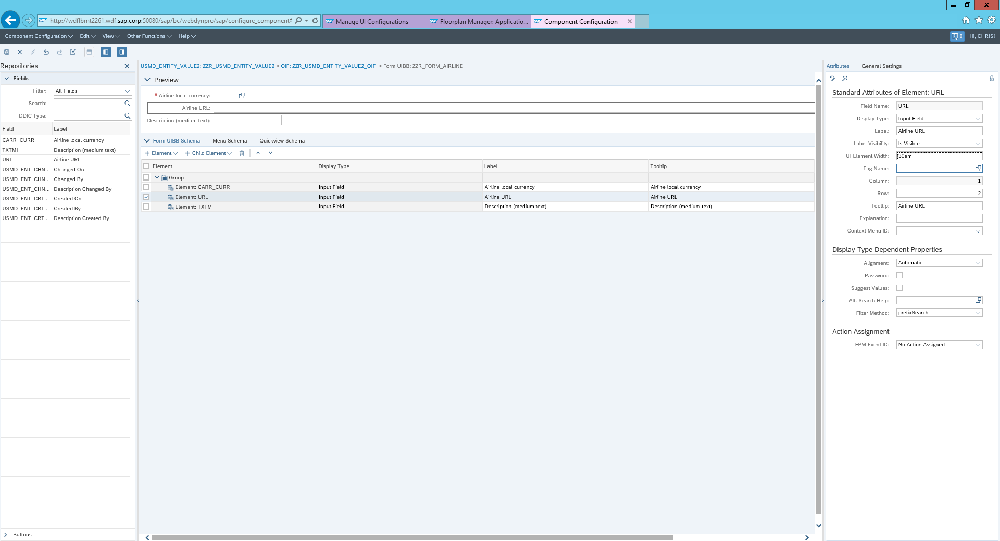 http://wdflbmt2261.wdf.sap.corp:50080/sap/bc/webdynpro/sap/configure_component#
SAP Manage UI Configurations
SAP Floorplan Manager: Applicatio...
SAP Component Configuration
Component Configuration Edit View Other Functions Help
0 Hi, CHRIS!
Repositories
Fields
Filter: All Fields
Search:
DDIC Type:
Field Label
CARR_CURR Airline local currency
TXTMI Description (medium text)
URL Airline URL
USMD_ENT_CHN... Changed On
USMD_ENT_CHN... Changed By
USMD_ENT_CHN... Description Changed By
USMD_ENT_CRT... Created On
USMD_ENT_CRT... Created By
USMD_ENT_CRT... Description Created By
Buttons
USMD_ENTITY_VALUE2: ZZR_USMD_ENTITY_VALUE2 > OIF: ZZR_USMD_ENTITY_VALUE2_OIF > Form UIBB: ZZR_FORM_AIRLINE
Preview
* Airline local currency:
Airline URL:
Description (medium text):
Form UIBB Schema Menu Schema Quickview Schema
Element Child Element
Element Display Type Label Tooltip
Group
Element: CARR_CURR Input Field Airline local currency Airline local currency
Element: URL Input Field Airline URL Airline URL
Element: TXTMI Input Field Description (medium text) Description (medium text)
Attributes General Settings
Standard Attributes of Element: URL
Field Name: URL
Display Type: Input Field
Label: Airline URL
Label Visibility: Is Visible
UI Element Width: 30em
Tag Name:
Column: 1
Row: 2
Tooltip: Airline URL
Explanation:
Context Menu ID:
Display-Type Dependent Properties
Alignment: Automatic
Password:
Suggest Values:
Alt. Search Help:
Filter Method: prefixSearch
Action Assignment
FPM Event ID: No Action Assigned